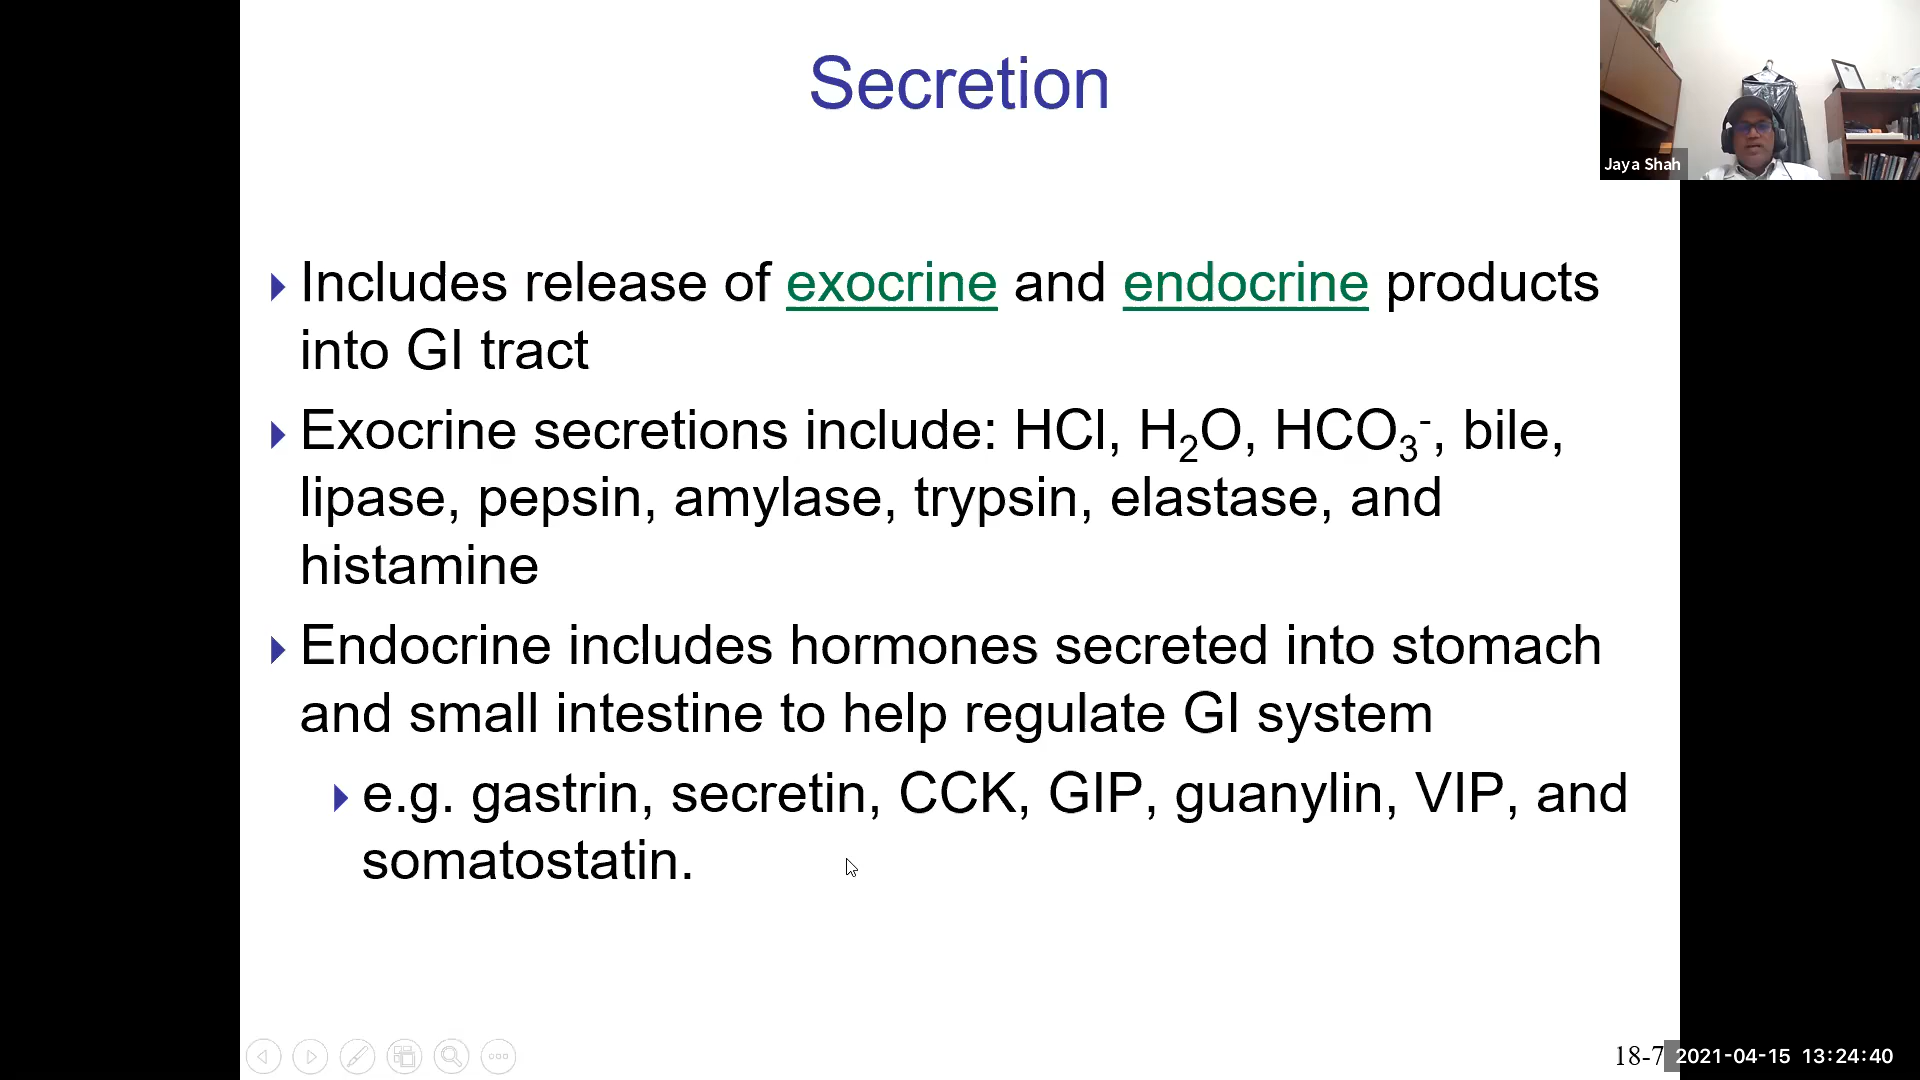 Secretion
Jaya Shah
Includes release of exocrine and endocrine products
into GI tract
Exocrine secretions include: HCl, H₂O, HCO₃⁻, bile,
lipase, pepsin, amylase, trypsin, elastase, and
histamine
Endocrine includes hormones secreted into stomach
and small intestine to help regulate GI system
e.g. gastrin, secretin, CCK, GIP, guanylin, VIP, and
somatostatin.
18-7
2021-04-15 13:24:40